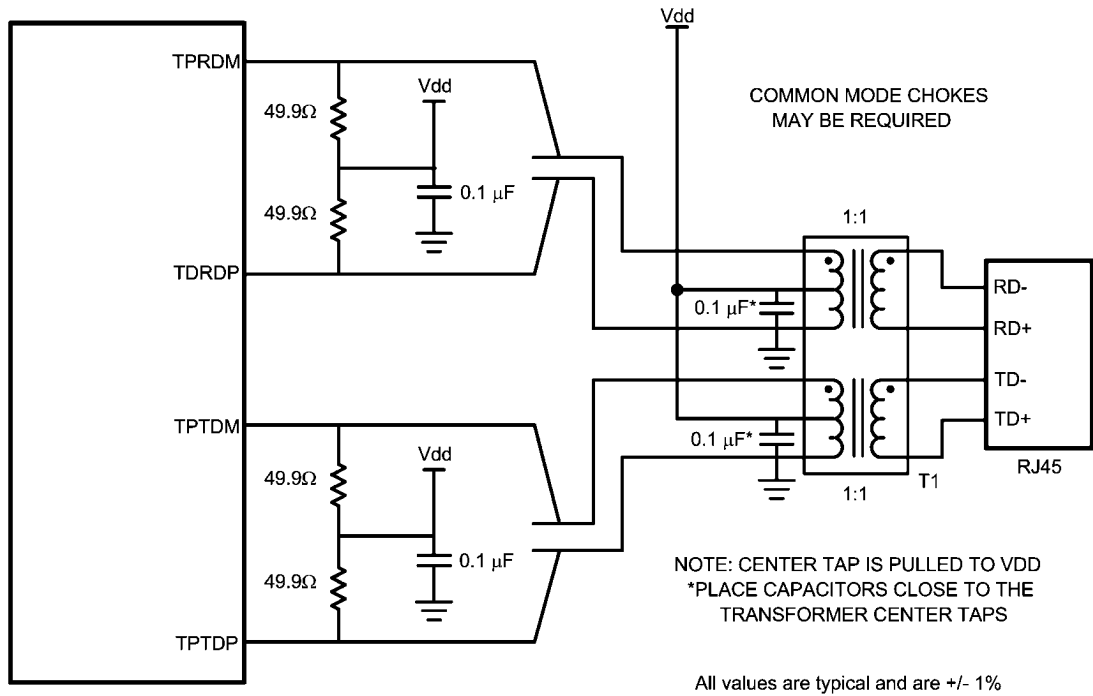 Vdd
TPRDM
Vdd
49.9Ω
COMMON MODE CHOKES
MAY BE REQUIRED
0.1 µF
49.9Ω
1:1
TDRDP
RD-
0.1 µF*
RD+
TD-
TPTDM
TD+
0.1 µF*
Vdd
RJ45
49.9Ω
1:1
T1
0.1 µF
NOTE: CENTER TAP IS PULLED TO VDD
*PLACE CAPACITORS CLOSE TO THE
TRANSFORMER CENTER TAPS
49.9Ω
TPTDP
All values are typical and are +/- 1%